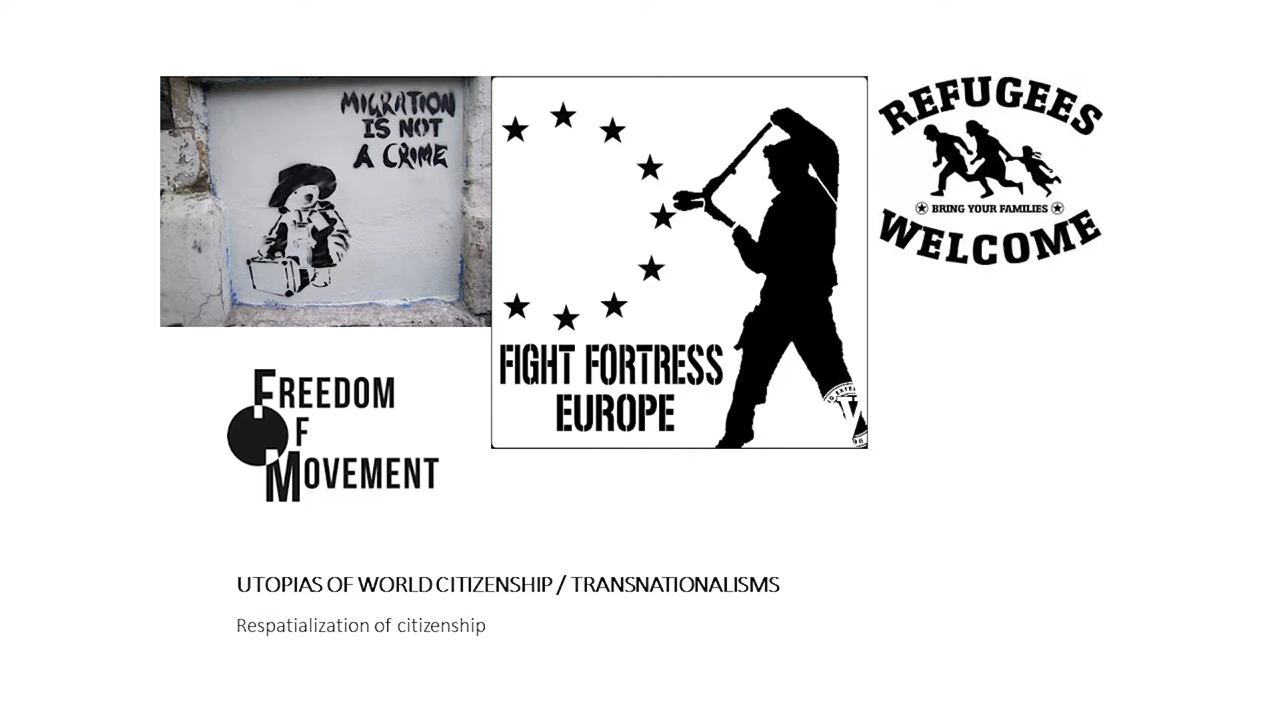 MIGRATION
IS NOT
A CRIME
FIGHT FORTRESS
EUROPE
REFUGEES
BRING YOUR FAMILIES
WELCOME
FREEDOM
OF
MOVEMENT
UTOPIAS OF WORLD CITIZENSHIP / TRANSNATIONALISMS
Respatialization of citizenship